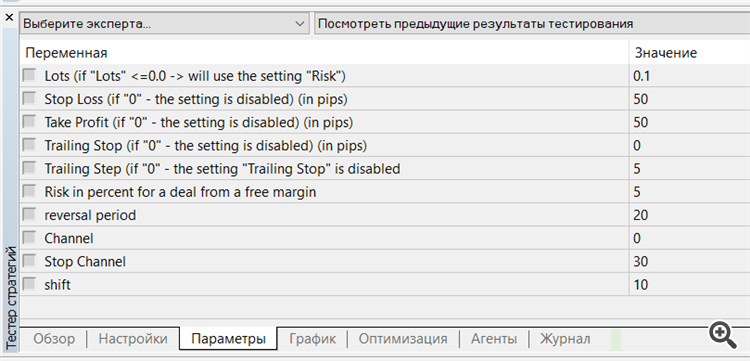 Выберите эксперта... Посмотреть предыдущие результаты тестирования
Переменная Значение
Lots (if "Lots" <=0.0 -> will use the setting "Risk") 0.1
Stop Loss (if "0" - the setting is disabled) (in pips) 50
Take Profit (if "0" - the setting is disabled) (in pips) 50
Trailing Stop (if "0" - the setting is disabled) (in pips) 0
Trailing Step (if "0" - the setting "Trailing Stop" is disabled 5
Risk in percent for a deal from a free margin 5
reversal period 20
Channel 0
Stop Channel 30
shift 10
Тестер стратегий
Обзор Настройки Параметры График Оптимизация Агенты Журнал